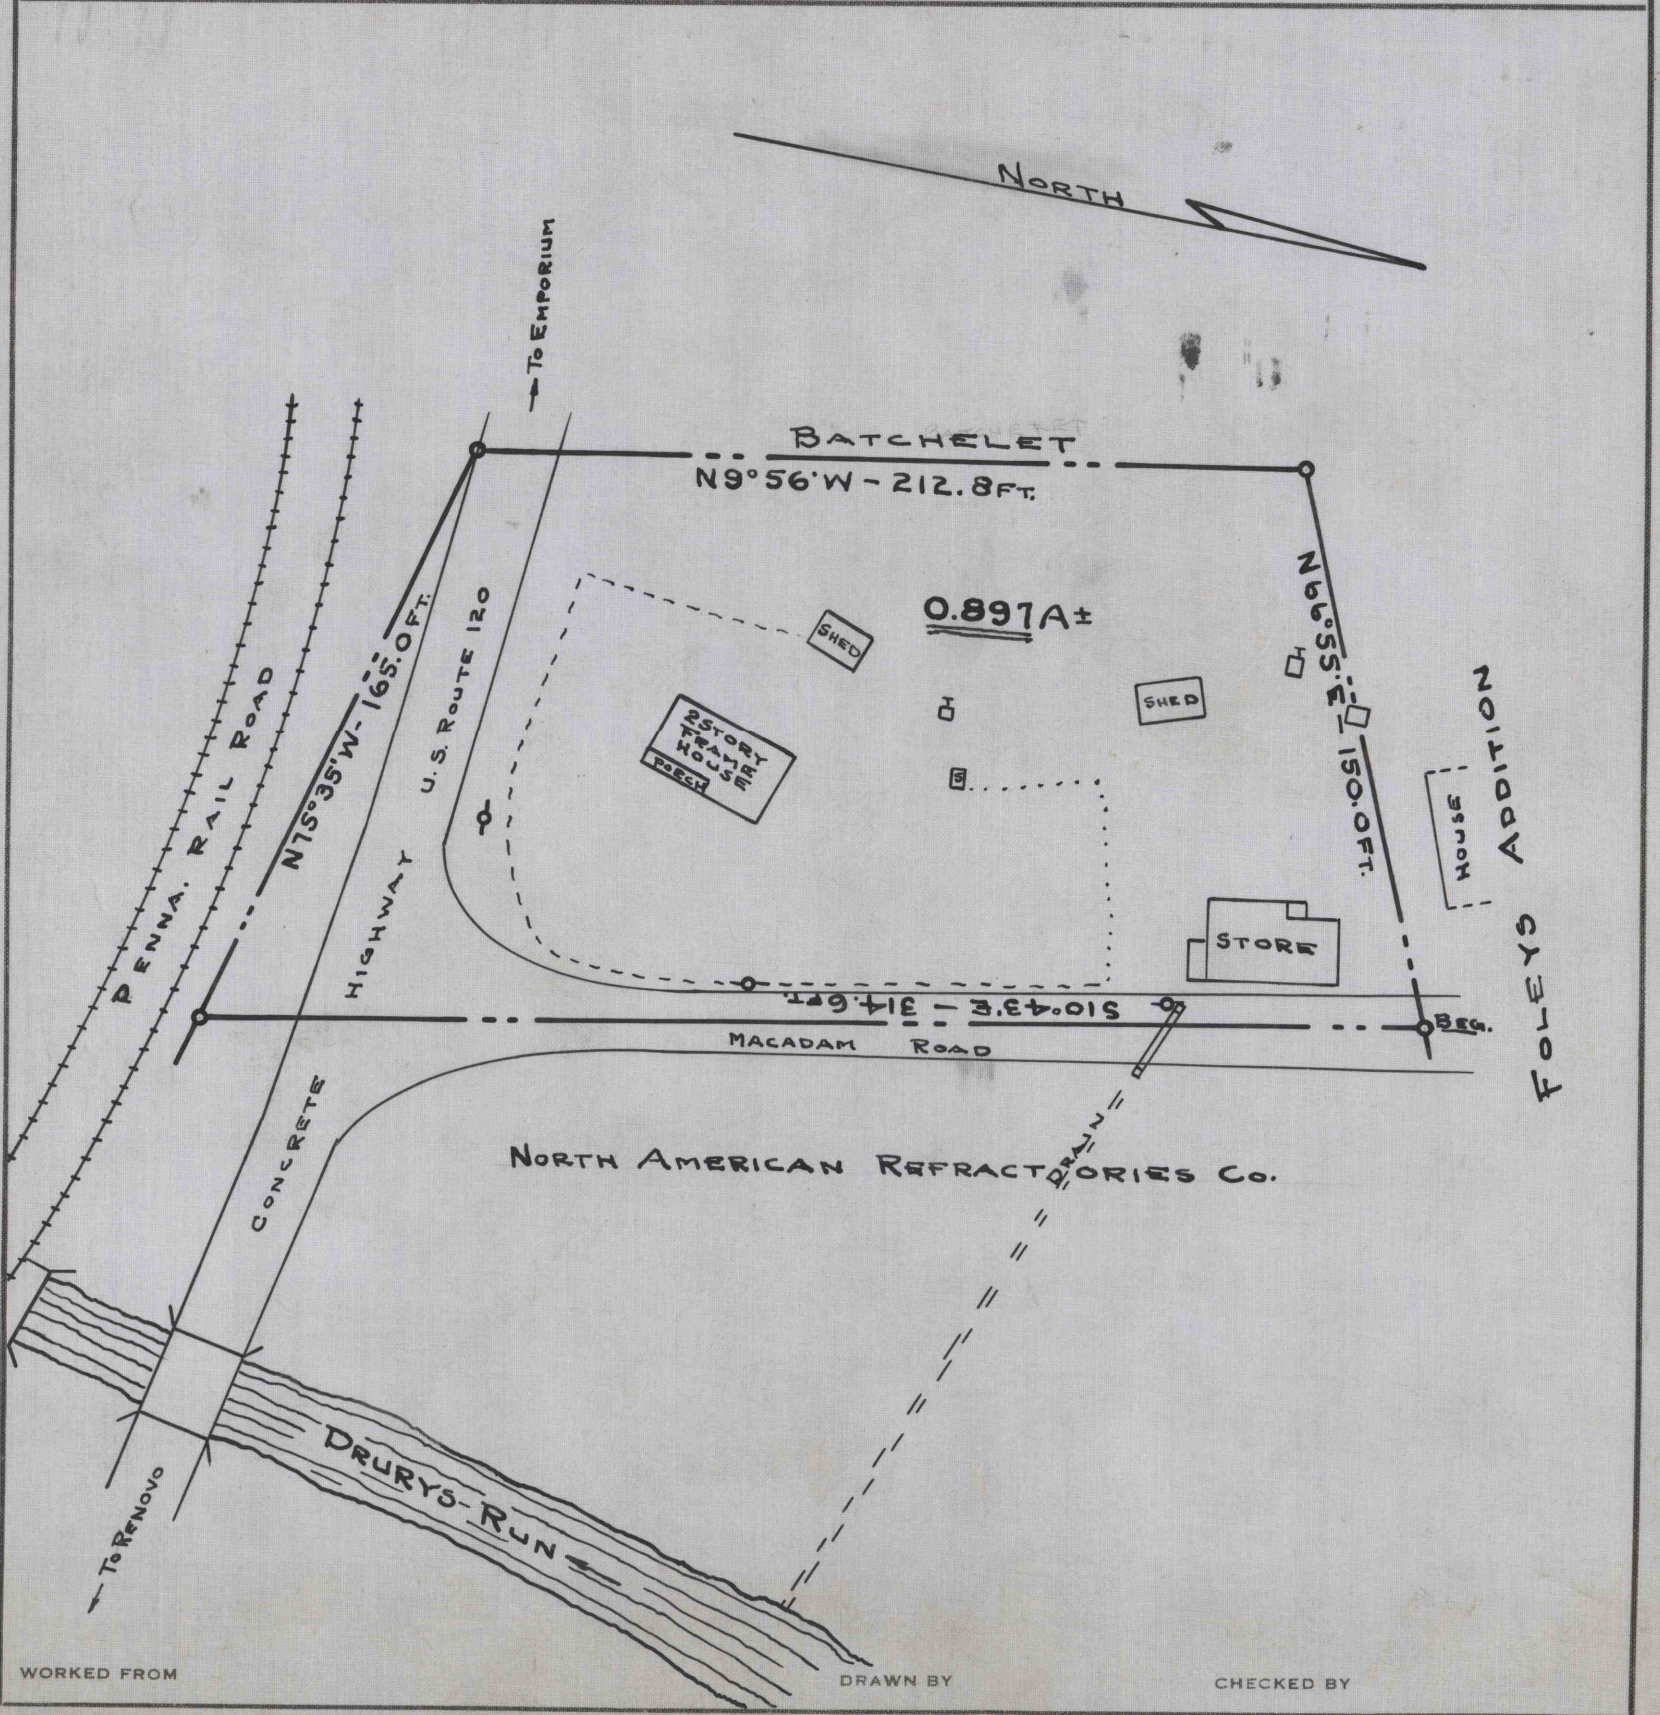 NORTH
→ TO EMPORIUM
BATCHELET
N9°56'W - 212.8FT.
0.897A±
SHED
SHED
2 STORY
FRAME
HOUSE
PORCH
S
N66°55'E - 150.0FT.
HOUSE
FOLEYS ADDITION
N75°35'W - 165.0FT.
U.S. ROUTE 120
PENNA. RAIL ROAD
CONCRETE HIGHWAY
STORE
S10°43'E - 314.6FT.
BEG.
MACADAM ROAD
DRAIN
NORTH AMERICAN REFRACTORIES CO.
DRURYS-RUN
← TO RENOVO
WORKED FROM
DRAWN BY
CHECKED BY